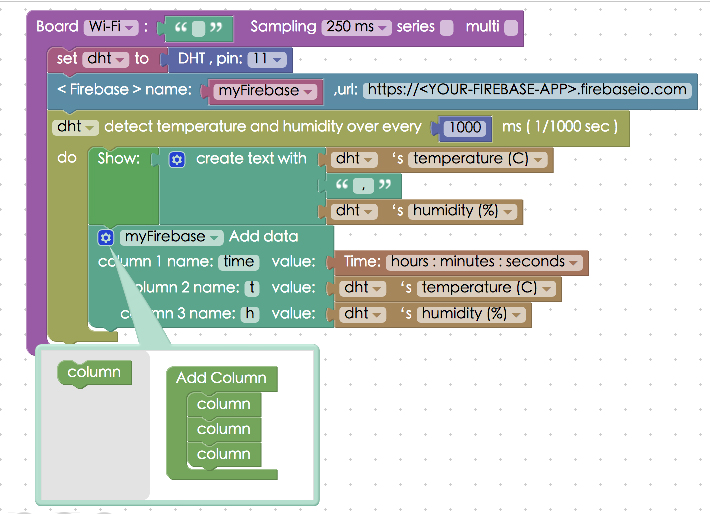 Board Wi-Fi : “ ” Sampling 250 ms series multi
set dht to DHT , pin: 11
< Firebase > name: myFirebase ,url: https://<YOUR-FIREBASE-APP>.firebaseio.com
dht detect temperature and humidity over every 1000 ms ( 1/1000 sec )
do Show: create text with dht ‘s temperature (C)
“ , ”
dht ‘s humidity (%)
myFirebase Add data
column 1 name: time value: Time: hours : minutes : seconds
column 2 name: t value: dht ‘s temperature (C)
column 3 name: h value: dht ‘s humidity (%)
column
Add Column
column
column
column